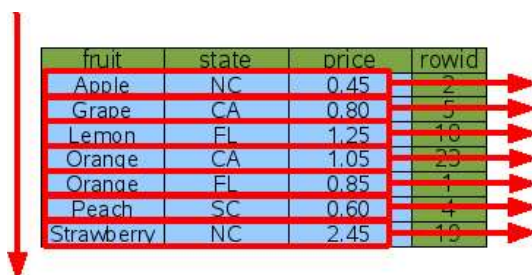 fruit state price rowid
Apple NC 0.45 2
Grape CA 0.80 5
Lemon FL 1.25 18
Orange CA 1.05 23
Orange FL 0.85 1
Peach SC 0.60 4
Strawberry NC 2.45 19